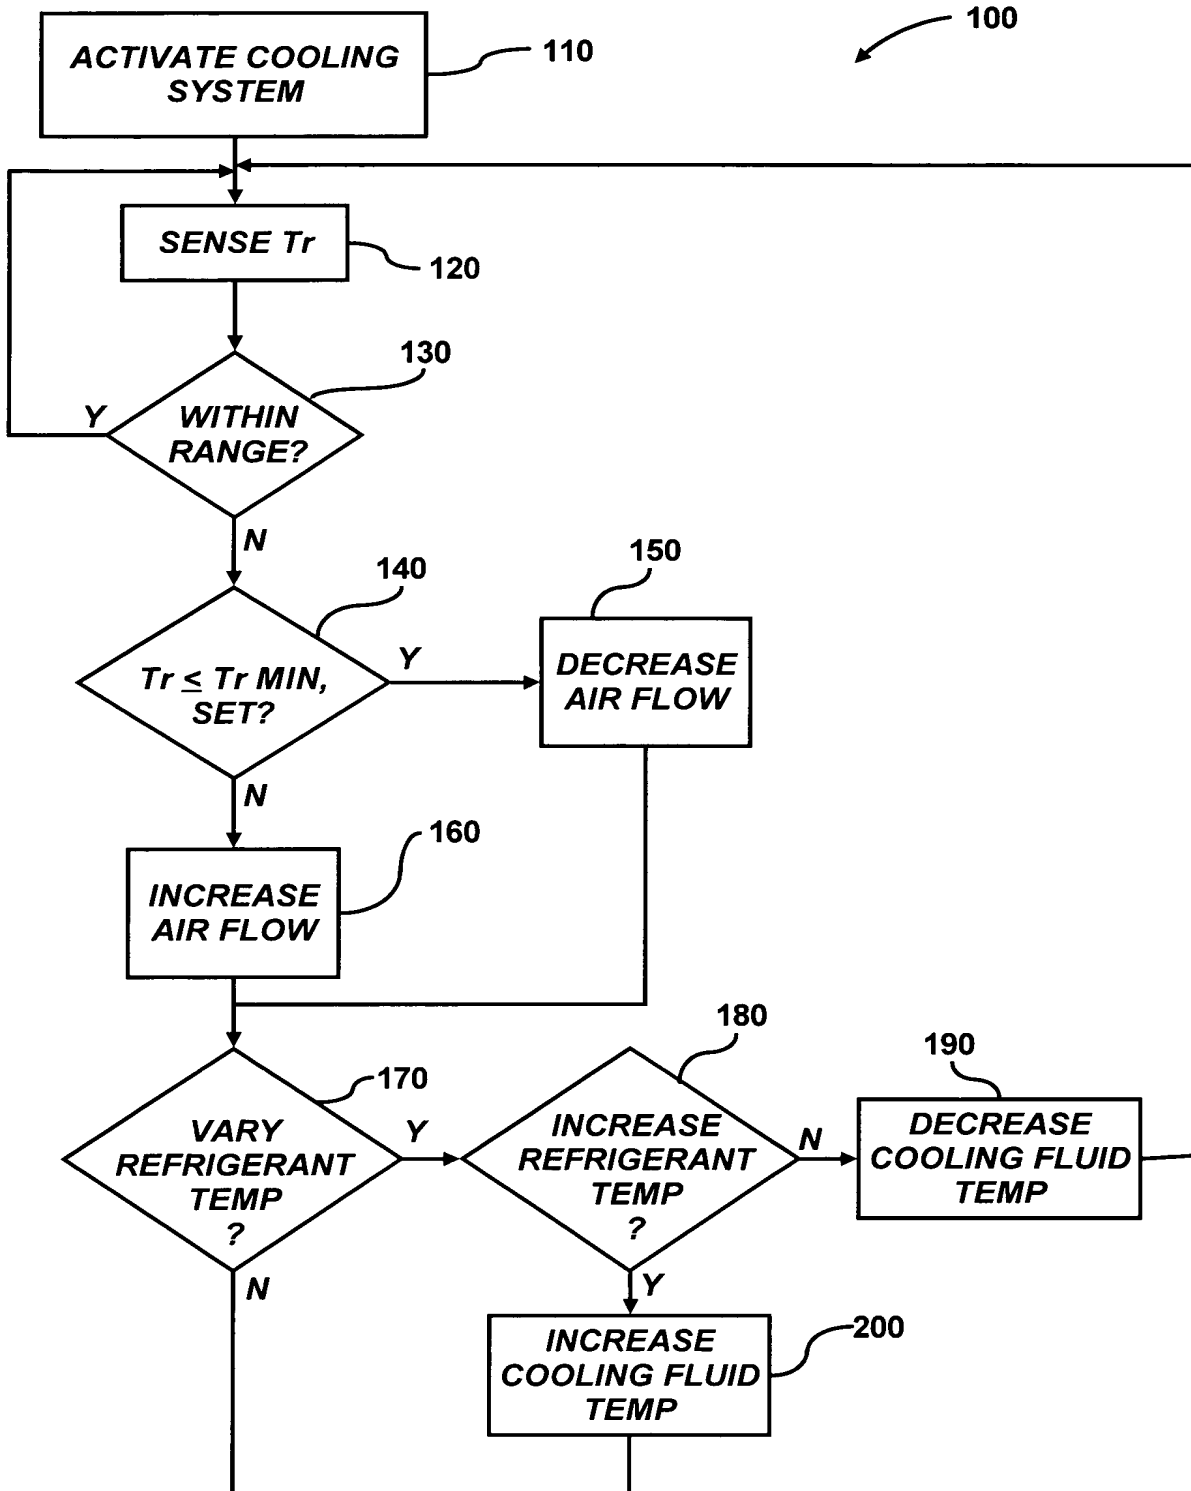 100
ACTIVATE COOLING
SYSTEM
110
SENSE Tr
120
130
Y
WITHIN
RANGE?
N
140
150
Tr ≤ Tr MIN,
SET?
Y
DECREASE
AIR FLOW
N
160
INCREASE
AIR FLOW
170
180
190
VARY
REFRIGERANT
TEMP
?
Y
INCREASE
REFRIGERANT
TEMP
?
N
DECREASE
COOLING FLUID
TEMP
N
Y
200
INCREASE
COOLING FLUID
TEMP